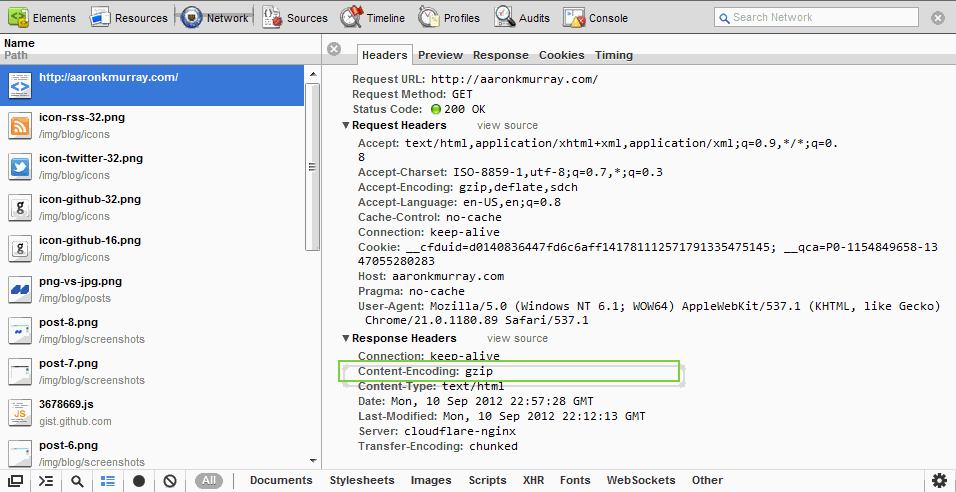 Elements Resources Network Sources Timeline Profiles Audits Console Search Network
Name
Path
Headers Preview Response Cookies Timing
http://aaronkmurray.com/
icon-rss-32.png
/img/blog/icons
icon-twitter-32.png
/img/blog/icons
icon-github-32.png
/img/blog/icons
icon-github-16.png
/img/blog/icons
png-vs-jpg.png
/img/blog/posts
post-8.png
/img/blog/screenshots
post-7.png
/img/blog/screenshots
3678669.js
gist.github.com
post-6.png
/img/blog/screenshots
Request URL: http://aaronkmurray.com/
Request Method: GET
Status Code: 200 OK
Request Headers view source
Accept: text/html,application/xhtml+xml,application/xml;q=0.9,*/*;q=0.
8
Accept-Charset: ISO-8859-1,utf-8;q=0.7,*;q=0.3
Accept-Encoding: gzip,deflate,sdch
Accept-Language: en-US,en;q=0.8
Cache-Control: no-cache
Connection: keep-alive
Cookie: __cfduid=d0140836447fd6c6aff141781112571791335475145; __qca=P0-1154849658-13
47055280283
Host: aaronkmurray.com
Pragma: no-cache
User-Agent: Mozilla/5.0 (Windows NT 6.1; WOW64) AppleWebKit/537.1 (KHTML, like Gecko)
Chrome/21.0.1180.89 Safari/537.1
Response Headers view source
Connection: keep-alive
Content-Encoding: gzip
Content-Type: text/html
Date: Mon, 10 Sep 2012 22:57:28 GMT
Last-Modified: Mon, 10 Sep 2012 22:12:13 GMT
Server: cloudflare-nginx
Transfer-Encoding: chunked
All Documents Stylesheets Images Scripts XHR Fonts WebSockets Other